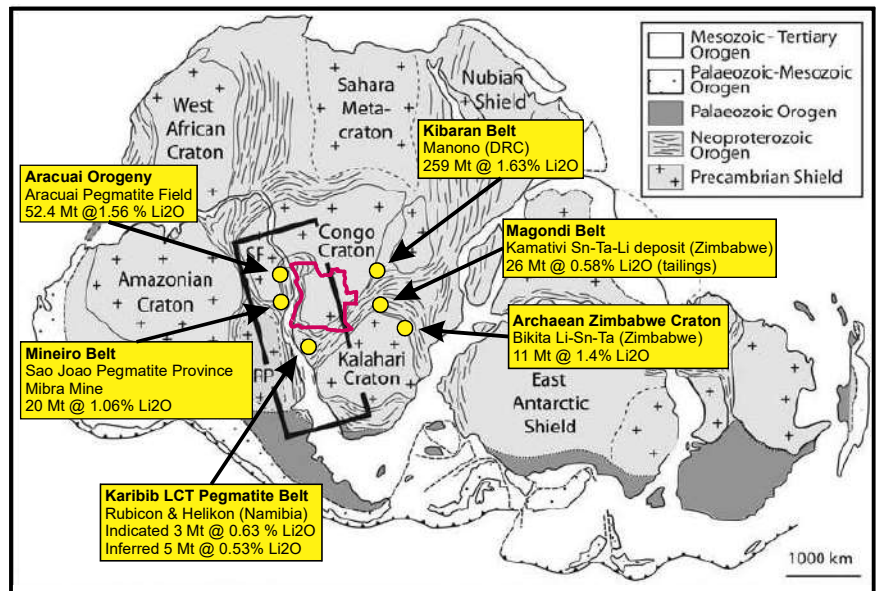 Mesozoic - Tertiary
Orogen
Palaeozoic-Mesozoic
Orogen
Palaeozoic Orogen
Neoproterozoic
Orogen
Precambrian Shield
West
African
Craton
Sahara
Meta-
craton
Nubian
Shield
Kibaran Belt
Manono (DRC)
259 Mt @ 1.63% Li2O
Aracuai Orogeny
Aracuai Pegmatite Field
52.4 Mt @1.56 % Li2O
Magondi Belt
Kamativi Sn-Ta-Li deposit (Zimbabwe)
26 Mt @ 0.58% Li2O (tailings)
Congo
Craton
SF
Amazonian
Craton
Archaean Zimbabwe Craton
Bikita Li-Sn-Ta (Zimbabwe)
11 Mt @ 1.4% Li2O
Mineiro Belt
Sao Joao Pegmatite Province
Mibra Mine
20 Mt @ 1.06% Li2O
Kalahari
Craton
East
Antarctic
Shield
Karibib LCT Pegmatite Belt
Rubicon & Helikon (Namibia)
Indicated 3 Mt @ 0.63 % Li2O
Inferred 5 Mt @ 0.53% Li2O
1000 km